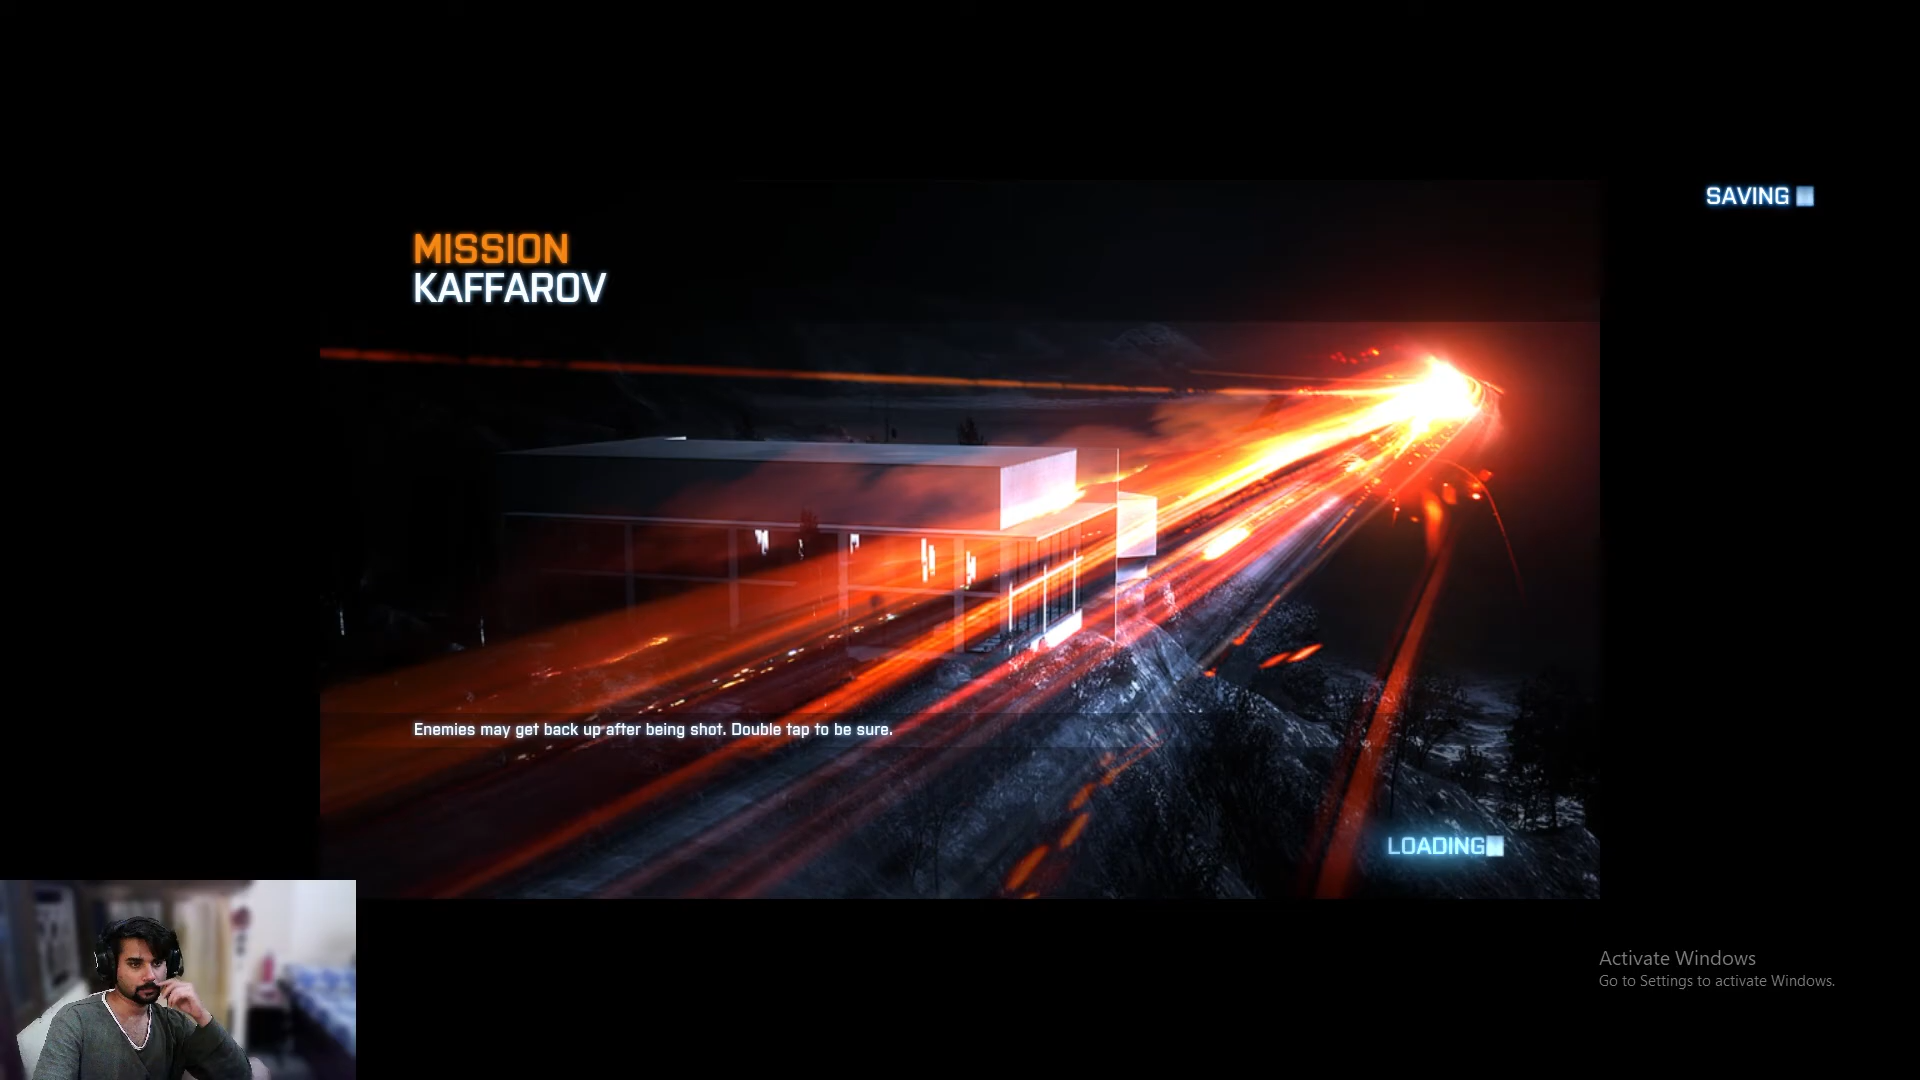 SAVING
MISSION
KAFFAROV
Enemies may get back up after being shot. Double tap to be sure.
LOADING
Activate Windows
Go to Settings to activate Windows.